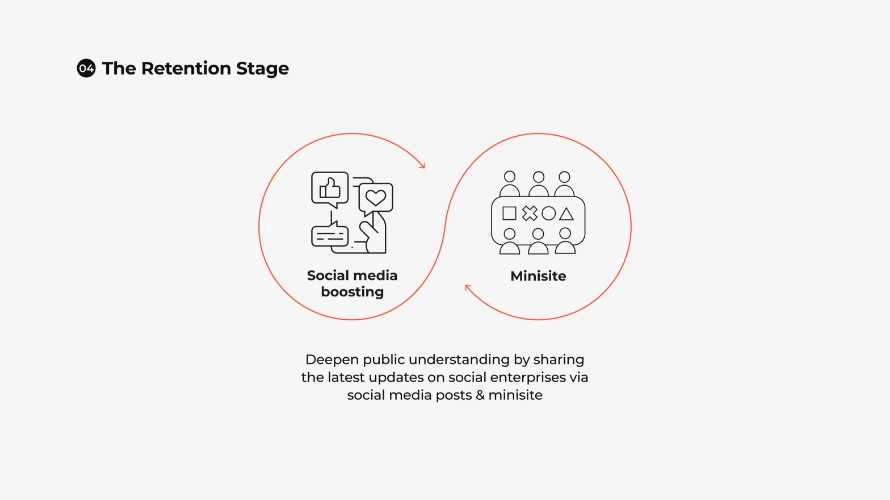 04 The Retention Stage
Social media
boosting
Minisite
Deepen public understanding by sharing
the latest updates on social enterprises via
social media posts & minisite